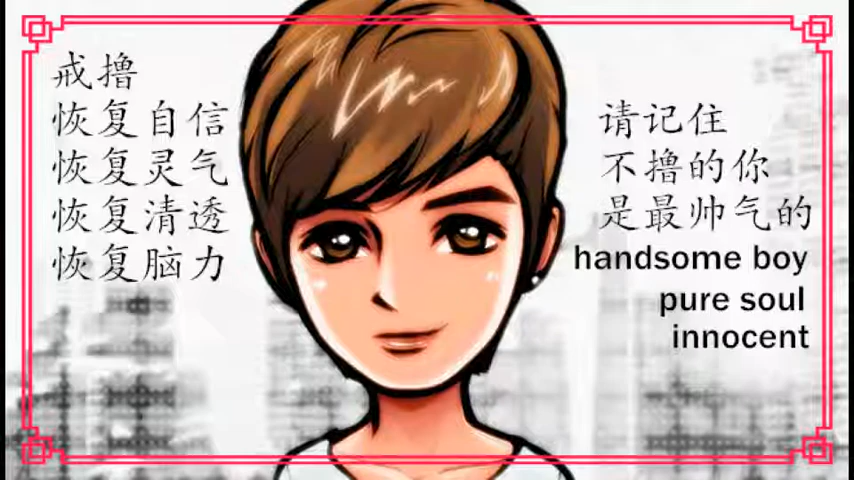 戒撸
恢复自信
恢复灵气
恢复清透
恢复脑力
请记住
不撸的你
是最帅气的
handsome boy
pure soul
innocent